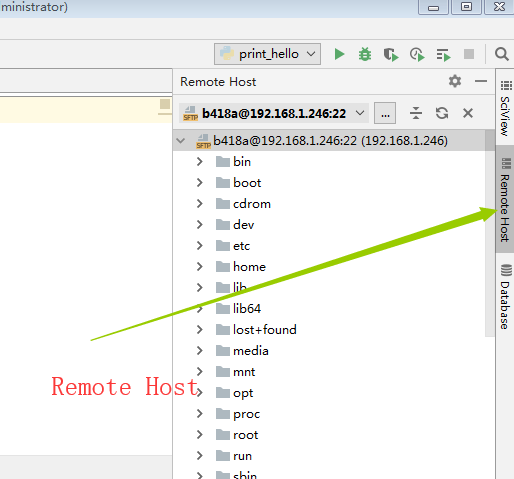 ministrator)
print_hello
Remote Host
SFTP b418a@192.168.1.246:22 ...
SFTP b418a@192.168.1.246:22 (192.168.1.246)
bin
boot
cdrom
dev
etc
home
lib
lib64
lost+found
media
mnt
opt
proc
root
run
sbin
SciView
Remote Host
Database
Remote Host